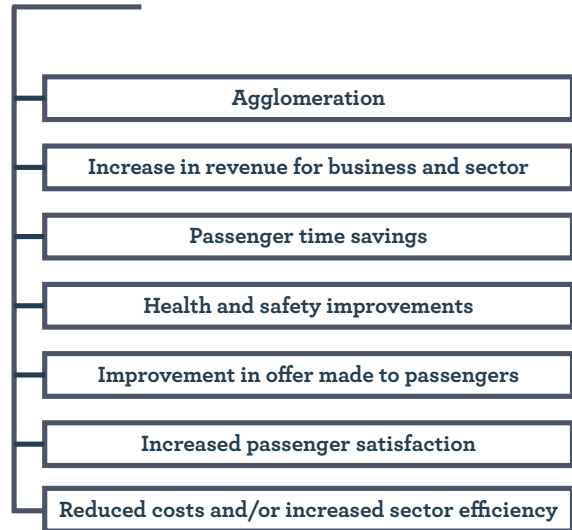 Agglomeration
Increase in revenue for business and sector
Passenger time savings
Health and safety improvements
Improvement in offer made to passengers
Increased passenger satisfaction
Reduced costs and/or increased sector efficiency